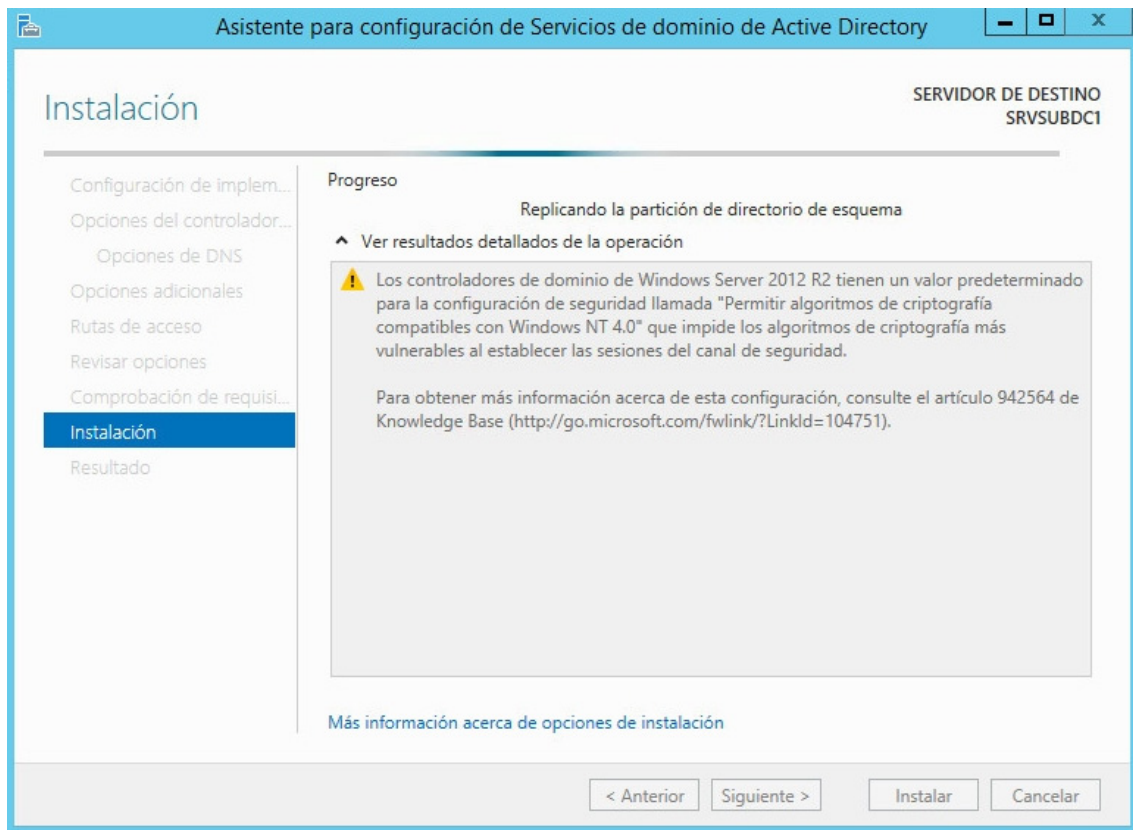 Asistente para configuración de Servicios de dominio de Active Directory
Instalación
SERVIDOR DE DESTINO
SRVSUBDC1
Configuración de implem...
Opciones del controlador...
Opciones de DNS
Opciones adicionales
Rutas de acceso
Revisar opciones
Comprobación de requisi...
Instalación
Resultado
Progreso
Replicando la partición de directorio de esquema
Ver resultados detallados de la operación
Los controladores de dominio de Windows Server 2012 R2 tienen un valor predeterminado
para la configuración de seguridad llamada "Permitir algoritmos de criptografía
compatibles con Windows NT 4.0" que impide los algoritmos de criptografía más
vulnerables al establecer las sesiones del canal de seguridad.
Para obtener más información acerca de esta configuración, consulte el artículo 942564 de
Knowledge Base (http://go.microsoft.com/fwlink/?LinkId=104751).
Más información acerca de opciones de instalación
< Anterior
Siguiente >
Instalar
Cancelar